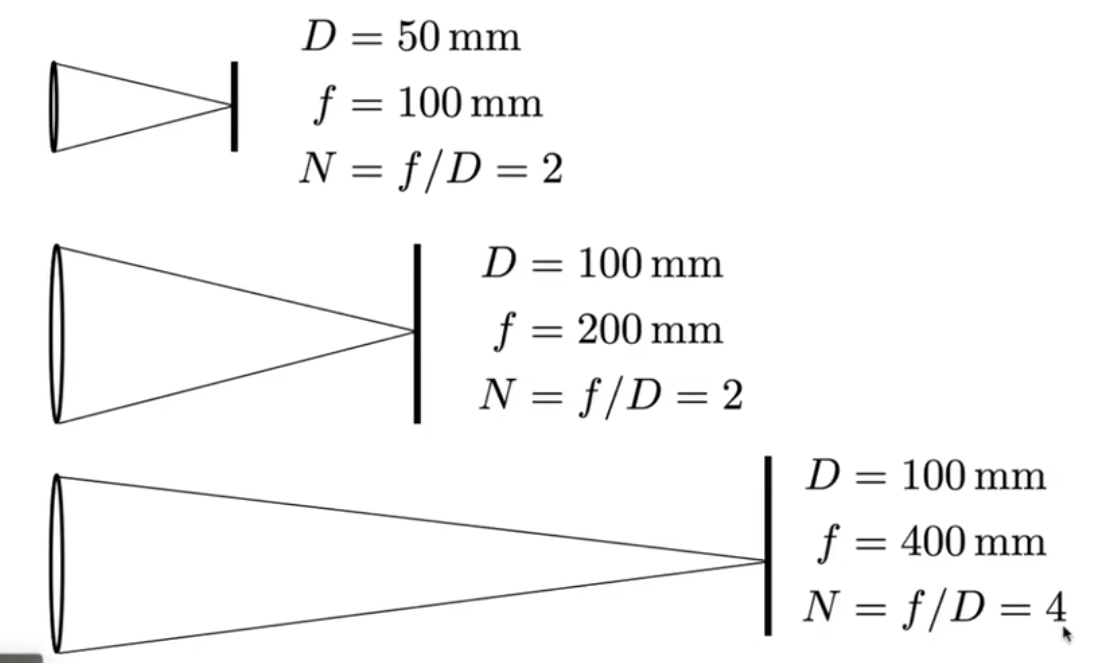 D = 50 mm
f = 100 mm
N = f/D = 2
D = 100 mm
f = 200 mm
N = f/D = 2
D = 100 mm
f = 400 mm
N = f/D = 4